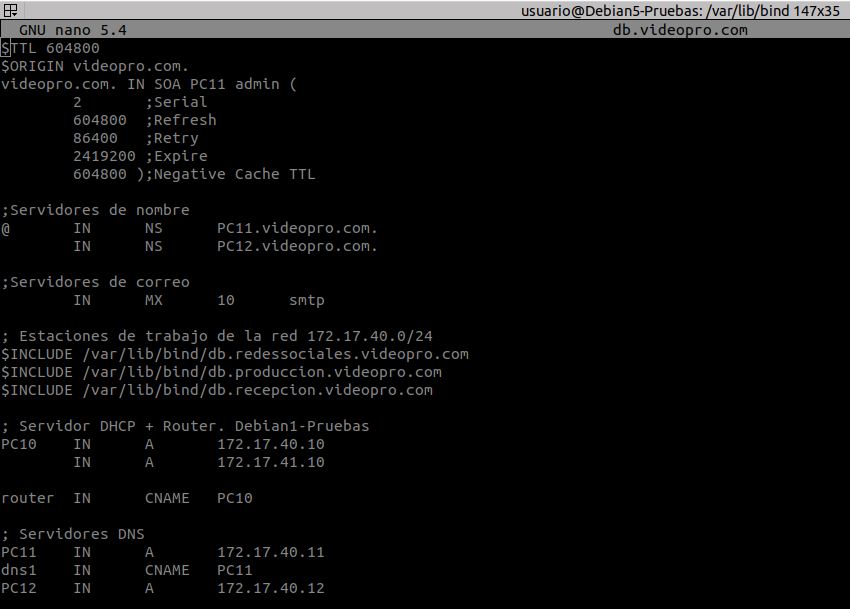 usuario@Debian5-Pruebas: /var/lib/bind 147x35
GNU nano 5.4 db.videopro.com
$TTL 604800
$ORIGIN videopro.com.
videopro.com. IN SOA PC11 admin (
2 ;Serial
604800 ;Refresh
86400 ;Retry
2419200 ;Expire
604800 );Negative Cache TTL
;Servidores de nombre
@ IN NS PC11.videopro.com.
IN NS PC12.videopro.com.
;Servidores de correo
IN MX 10 smtp
; Estaciones de trabajo de la red 172.17.40.0/24
$INCLUDE /var/lib/bind/db.redessociales.videopro.com
$INCLUDE /var/lib/bind/db.produccion.videopro.com
$INCLUDE /var/lib/bind/db.recepcion.videopro.com
; Servidor DHCP + Router. Debian1-Pruebas
PC10 IN A 172.17.40.10
IN A 172.17.41.10
router IN CNAME PC10
; Servidores DNS
PC11 IN A 172.17.40.11
dns1 IN CNAME PC11
PC12 IN A 172.17.40.12